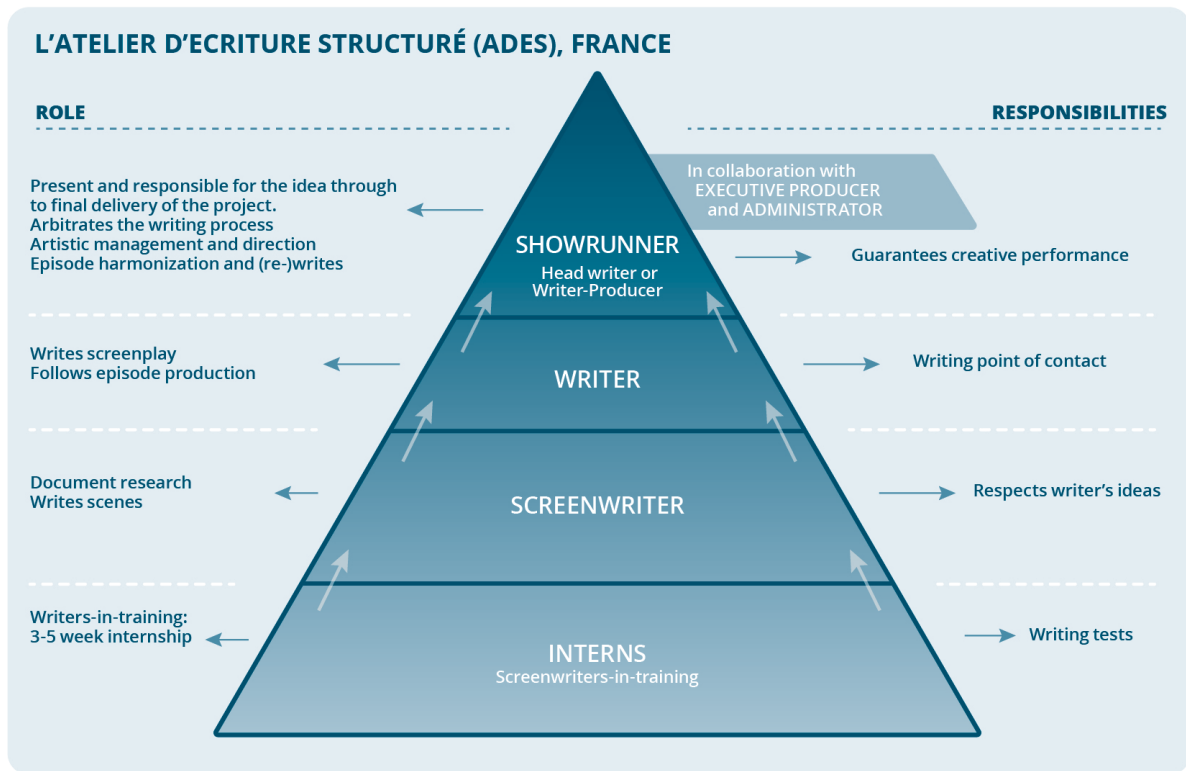 L'ATELIER D'ECRITURE STRUCTURÉ (ADES), FRANCE
ROLE
RESPONSIBILITIES
Present and responsible for the idea through
to final delivery of the project.
Arbitrates the writing process
Artistic management and direction
Episode harmonization and (re-)writes
SHOWRUNNER
Head writer or
Writer-Producer
In collaboration with
EXECUTIVE PRODUCER
and ADMINISTRATOR
Guarantees creative performance
Writes screenplay
Follows episode production
WRITER
Writing point of contact
Document research
Writes scenes
SCREENWRITER
Respects writer's ideas
Writers-in-training:
3-5 week internship
INTERNS
Screenwriters-in-training
Writing tests